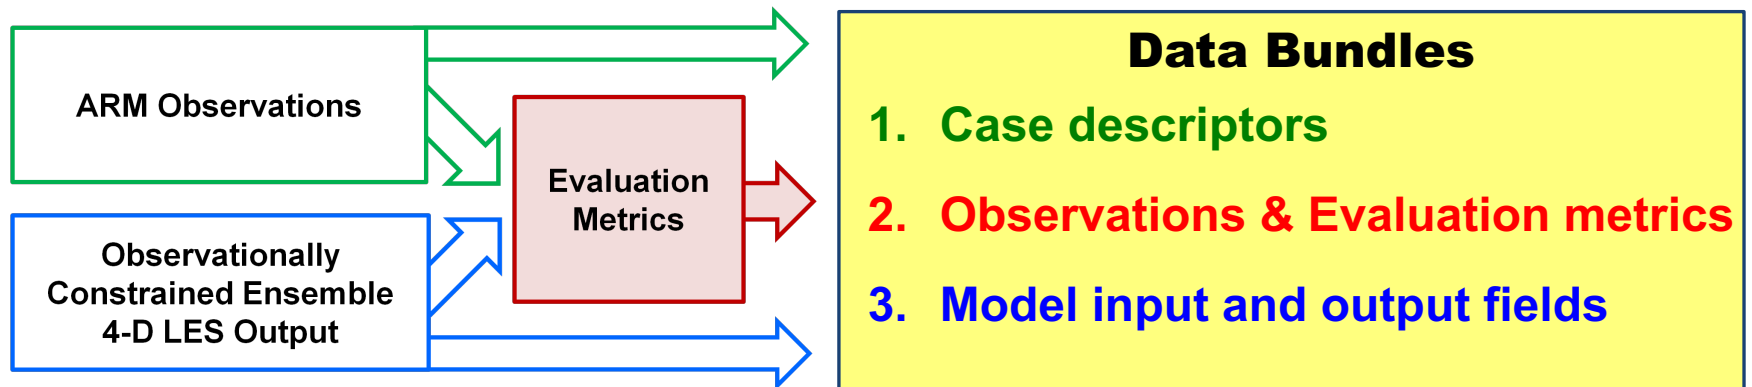 ARM Observations
Observationally
Constrained Ensemble
4-D LES Output
Evaluation
Metrics
Data Bundles
1. Case descriptors
2. Observations & Evaluation metrics
3. Model input and output fields